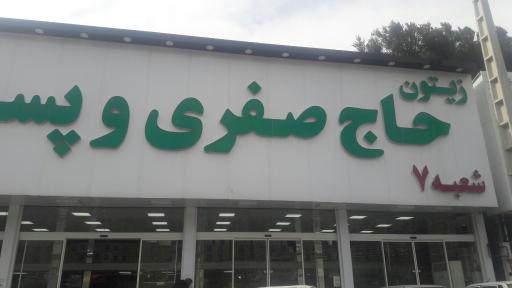 زیتون
حاج صفری و پس
شعبه ۷